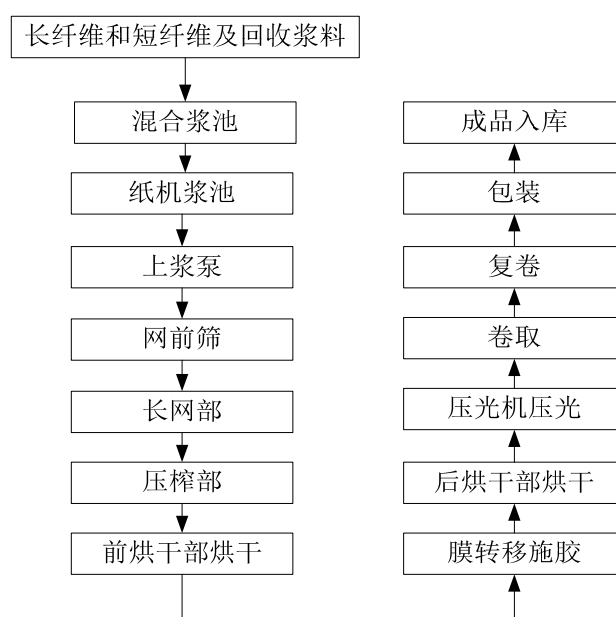 长纤维和短纤维及回收浆料
混合浆池
纸机浆池
上浆泵
网前筛
长网部
压榨部
前烘干部烘干
膜转移施胶
后烘干部烘干
压光机压光
卷取
复卷
包装
成品入库